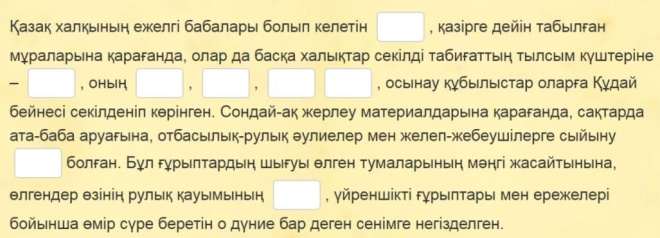 Қазақ халқының ежелгі бабалары болып келетін , қазірге дейін табылған
мұраларына қарағанда, олар да басқа халықтар секілді табиғаттың тылсым күштеріне
– , оның , , , осынау құбылыстар оларға Құдай
бейнесі секілденіп көрінген. Сондай-ақ жерлеу материалдарына қарағанда, сақтарда
ата-баба аруағына, отбасылық-рулық әулиелер мен желеп-жебеушілерге сыйыну
болған. Бұл ғұрыптардың шығуы өлген тумаларының мәңгі жасайтынына,
өлгендер өзінің рулық қауымының , үйреншікті ғұрыптары мен ережелері
бойынша өмір сүре беретін о дүние бар деген сенімге негізделген.